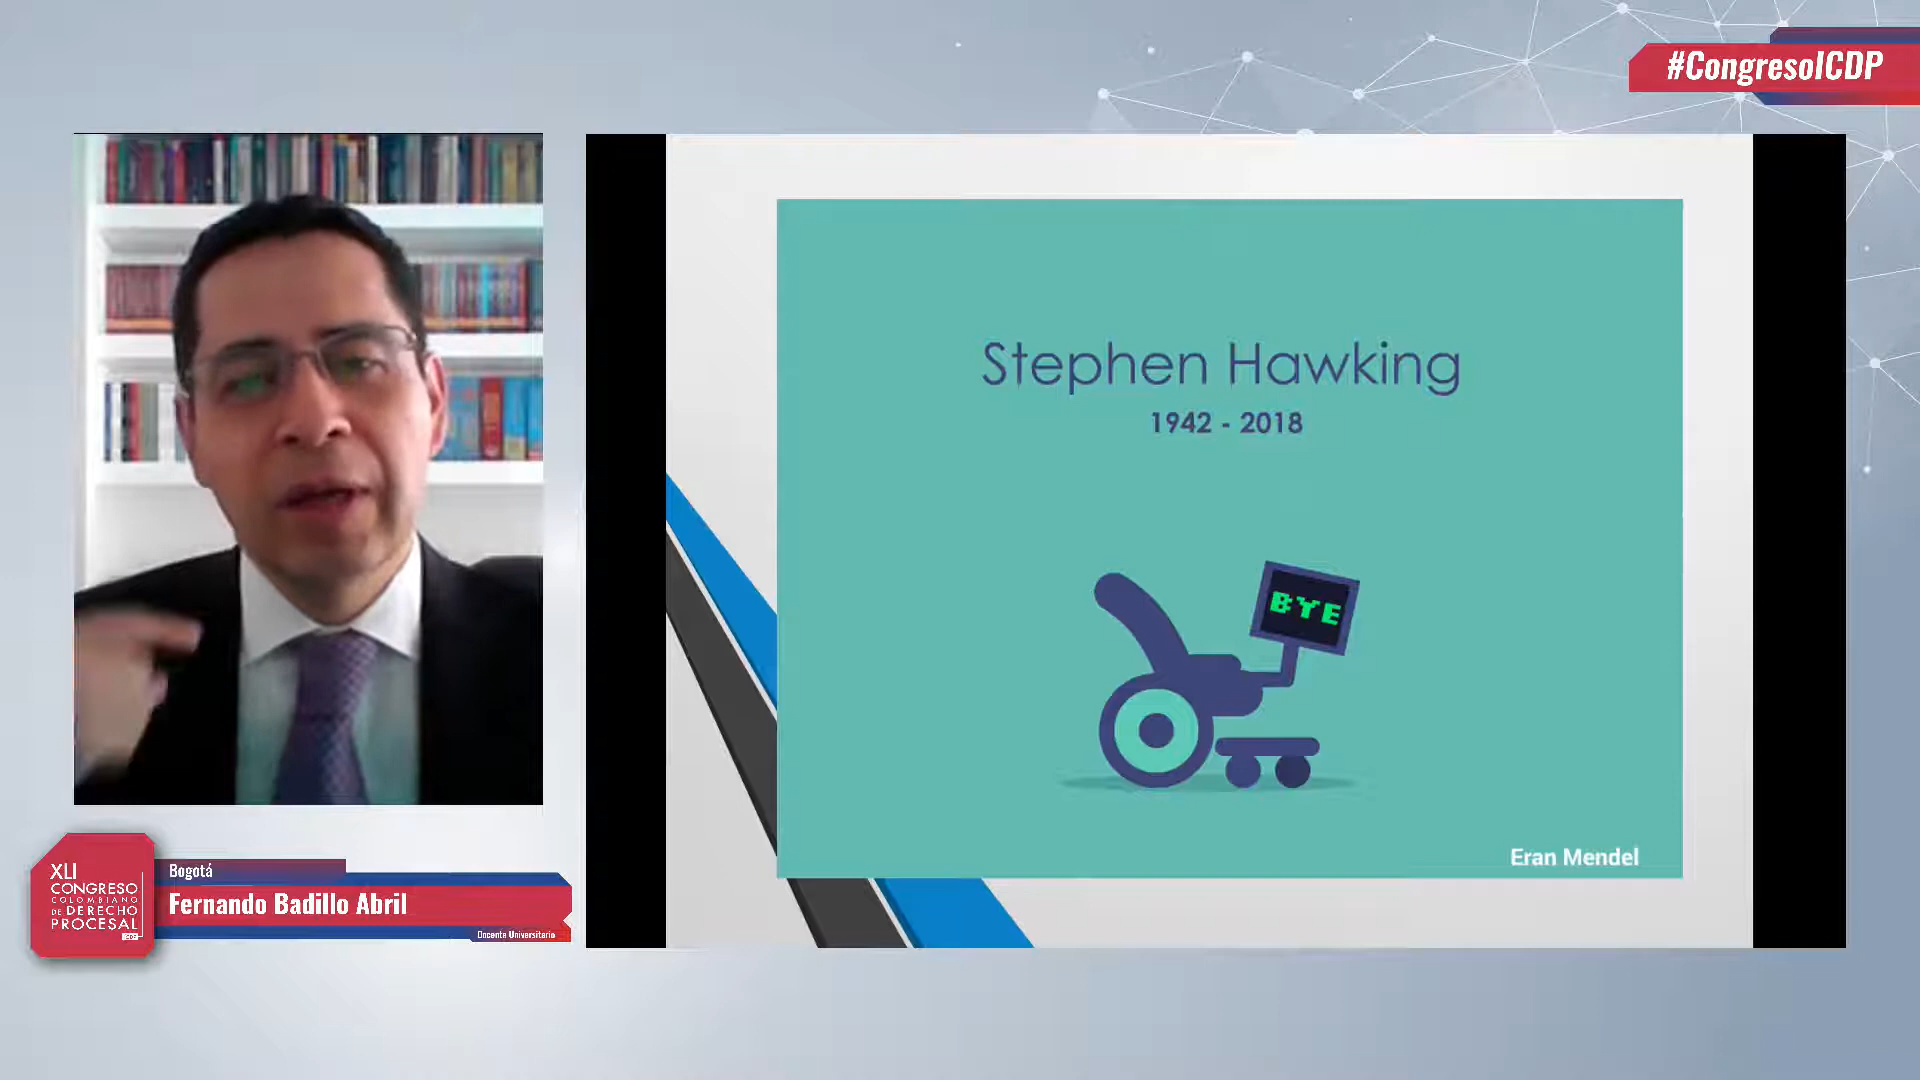 #CongresoICDP
Stephen Hawking
1942 - 2018
BYE
Eran Mendel
XLI
CONGRESO
COLOMBIANO
DE DERECHO
PROCESAL
Bogotá
Fernando Badillo Abril
Docente Universitario